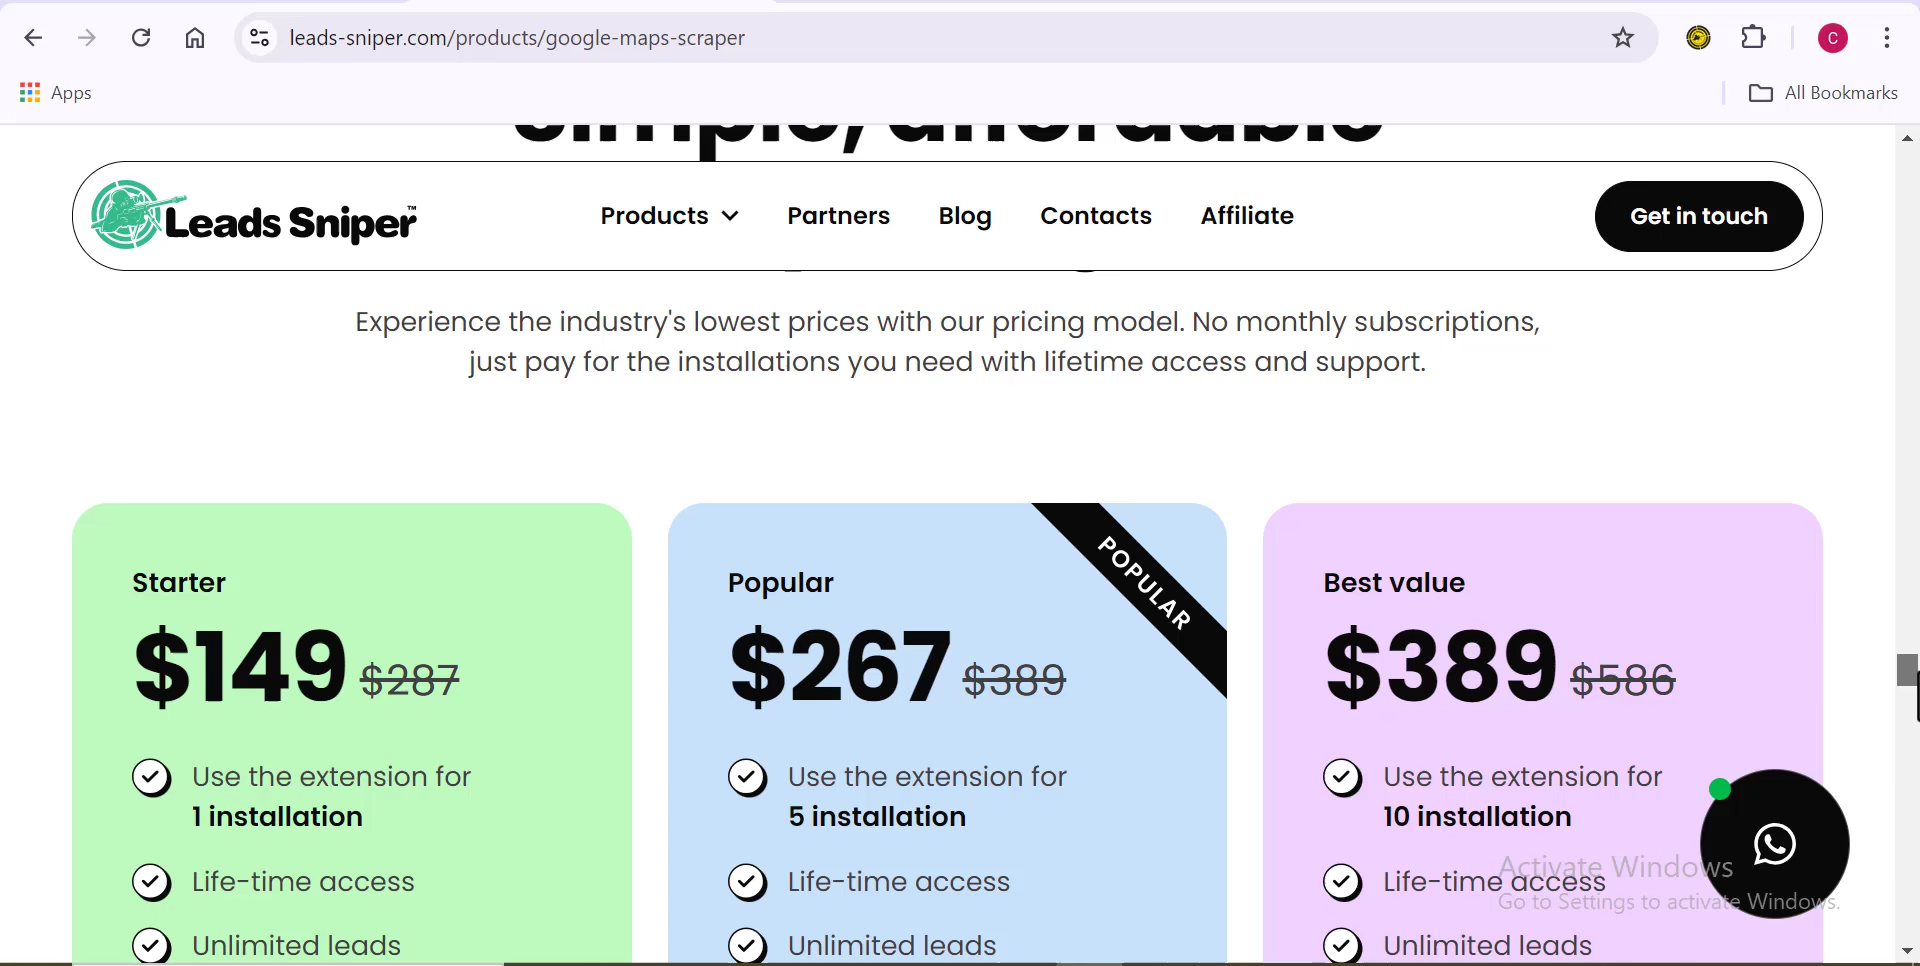 leads-sniper.com/products/google-maps-scraper
C
Apps
All Bookmarks
simple, affordable
Leads Sniper™
Products
Partners
Blog
Contacts
Affiliate
Get in touch
Experience the industry's lowest prices with our pricing model. No monthly subscriptions,
just pay for the installations you need with lifetime access and support.
Starter
$149 $287
Use the extension for
1 installation
Life-time access
Unlimited leads
POPULAR
Popular
$267 $389
Use the extension for
5 installation
Life-time access
Unlimited leads
Best value
$389 $586
Use the extension for
10 installation
Life-time access
Unlimited leads
Activate Windows
Go to Settings to activate Windows.